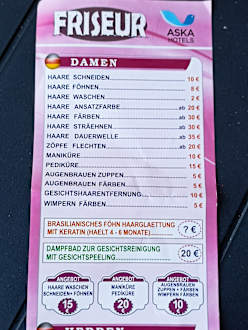 FRISEUR
ASKA
HOTELS
DAMEN
HAARE SCHNEIDEN 10 €
HAARE FÖHNEN 8 €
HAARE WASCHEN 2 €
HAARE ANSATZFARBE ab 20 €
HAARE FÄRBEN ab 30 €
HAARE STRÄEHNEN ab 30 €
HAARE DAUERWELLE ab 35 €
ZÖPFE FLECHTEN ab 20 €
MANIKÜRE 10 €
PEDIKÜRE 15 €
AUGENBRAUEN ZUPFEN 5 €
AUGENBRAUEN FÄRBEN 5 €
GESICHTSHAARENTFERNUNG 10 €
WIMPERN FÄRBEN 5 €
BRASILIANISCHES FÖHN HAARGLAETTUNG
MIT KERATIN (HAELT 4 - 6 MONATE) ? €
DAMPFBAD ZUR GESICHTSREINIGUNG
MIT GESICHTSPEELING 20 €
ANGEBOT
HAARE WASCHEN
SCHNEIDEN+ FÖHNEN
15 €
ANGEBOT
MANIKÜRE
PEDIKÜRE
20 €
ANGEBOT
AUGENBRAUEN
ZUPFEN + FÄRBEN
WIMPERN FÄRBEN
10 €
HERREN